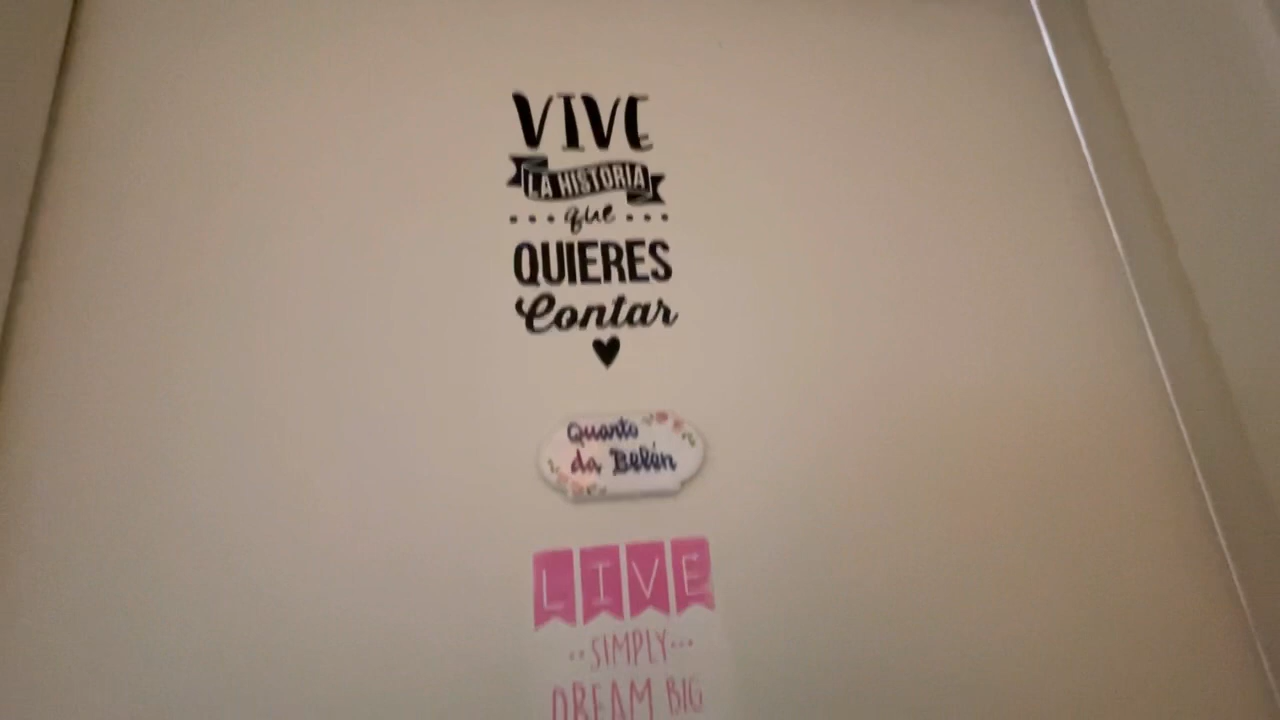 VIVE
LA HISTORIA
que
QUIERES
Contar
Quarto
da Belén
LIVE
SIMPLY
DREAM BIG